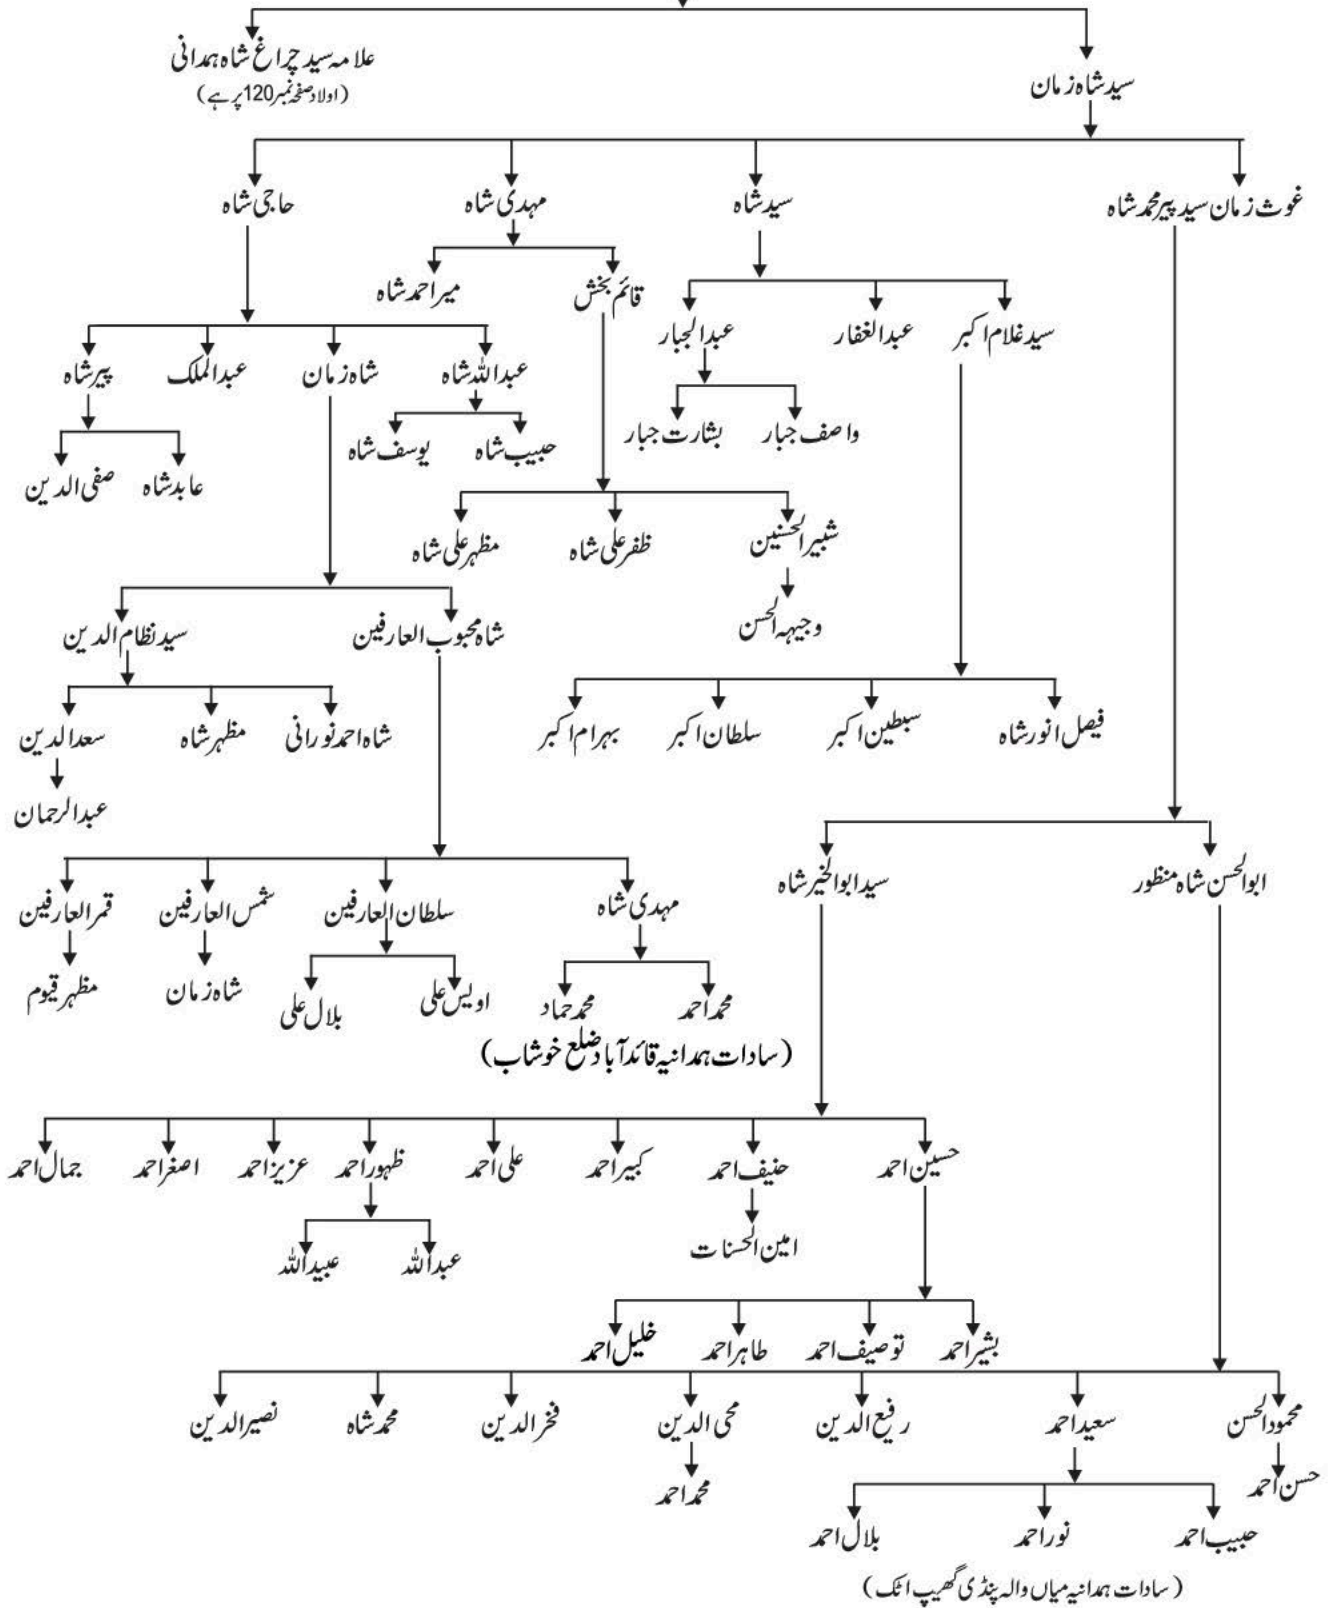 علامہ سید چراغ شاہ ہمدانی
(اولاد صفحہ نمبر 120 پر ہے)
سید شاہ زمان
غوث زمان سید پیر محمد شاہ
سید شاہ
مہدی شاہ
حاجی شاہ
قائم بخش
میر احمد شاہ
سید غلام اکبر
عبدالغفار
عبدالجبار
عبداللہ شاہ
شاہ زمان
عبدالملک
پیر شاہ
واصف جبار
بشارت جبار
حبیب شاہ
یوسف شاہ
عابد شاہ
صفی الدین
شبیر الحسنین
ظفر علی شاہ
مظہر علی شاہ
وجیہہ الحسن
شاہ محبوب العارفین
سید نظام الدین
فیصل انور شاہ
سبطین اکبر
سلطان اکبر
بہرام اکبر
شاہ احمد نورانی
مظہر شاہ
سعد الدین
عبدالرحمان
ابوالحسن شاہ منظور
سید ابوالخیر شاہ
مہدی شاہ
سلطان العارفین
شمس العارفین
قمر العارفین
محمد احمد
محمد حماد
اویس علی
بلال علی
شاہ زمان
مظہر قیوم
(سادات ہمدانیہ قائد آباد ضلع خوشاب)
حسین احمد
حنیف احمد
کبیر احمد
علی احمد
ظہور احمد
عزیز احمد
اصغر احمد
جمال احمد
امین الحسنات
عبداللہ
عبیداللہ
بشیر احمد
توصیف احمد
طاہر احمد
خلیل احمد
محمود الحسن
سعید احمد
رفیع الدین
محی الدین
فخر الدین
محمد شاہ
نصیر الدین
حسن احمد
محمد احمد
حبیب احمد
نور احمد
بلال احمد
(سادات ہمدانیہ میاں والہ پنڈی گھیپ اٹک)